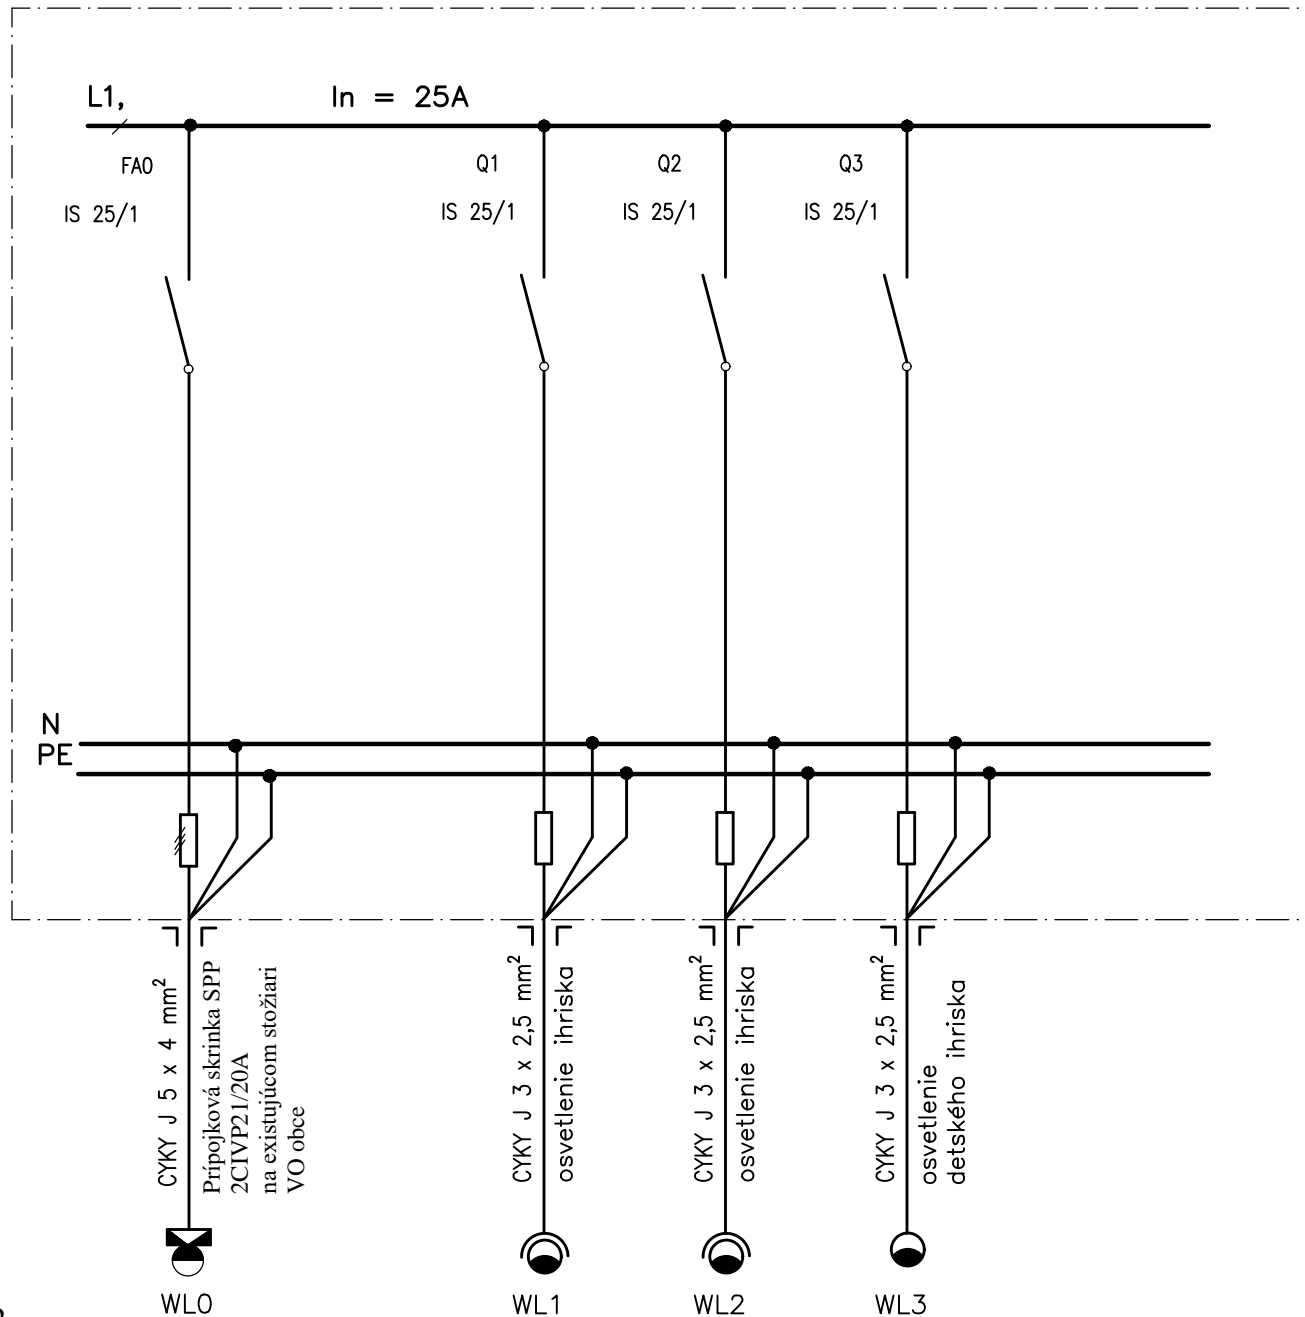 L1,
In = 25A
FA0
Q1
Q2
Q3
IS 25/1
IS 25/1
IS 25/1
IS 25/1
N
PE
CYKY J 5 x 4 mm²
Prípojková skrinka SPP
2CIVP21/20A
na existujúcom stožiari
VO obce
CYKY J 3 x 2,5 mm²
osvetlenie ihriska
CYKY J 3 x 2,5 mm²
osvetlenie ihriska
CYKY J 3 x 2,5 mm²
osvetlenie
detského ihriska
WL0
WL1
WL2
WL3